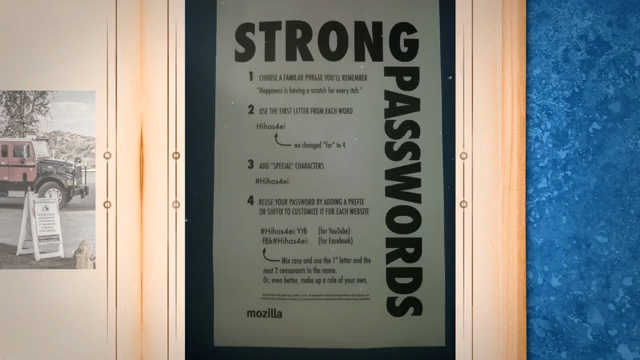 STRONG
PASSWORDS
1 CHOOSE A FAMILIAR PHRASE YOU'LL REMEMBER
"Happiness is having a scratch for every itch."
2 USE THE FIRST LETTER FROM EACH WORD
Hihas4ei
we changed "for" to 4
3 ADD "SPECIAL" CHARACTERS
#Hihas4ei:
4 REUSE YOUR PASSWORD BY ADDING A PREFIX
OR SUFFIX TO CUSTOMIZE IT FOR EACH WEBSITE
#Hihas4ei:YtB (for YouTube)
fBk#Hihas4ei: (for Facebook)
Mix case and use the 1st letter and the
next 2 consonants in the name.
Or, even better, make up a rule of your own.
mozilla